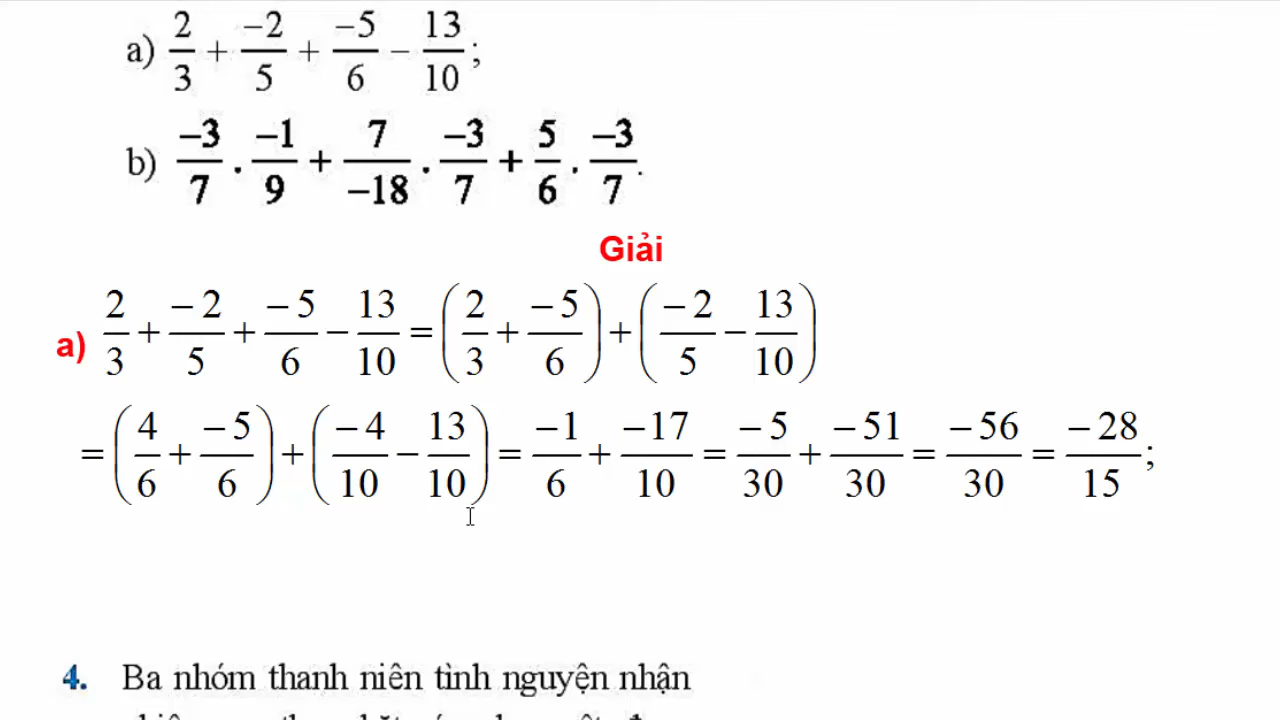 a) 2/3 + −2/5 + −5/6 − 13/10;
b) −3/7 . −1/9 + 7/−18 . −3/7 + 5/6 . −3/7.
Giải
a) 2/3 + −2/5 + −5/6 − 13/10 = (2/3 + −5/6) + (−2/5 − 13/10)
= (4/6 + −5/6) + (−4/10 − 13/10) = −1/6 + −17/10 = −5/30 + −51/30 = −56/30 = −28/15;
4. Ba nhóm thanh niên tình nguyện nhận